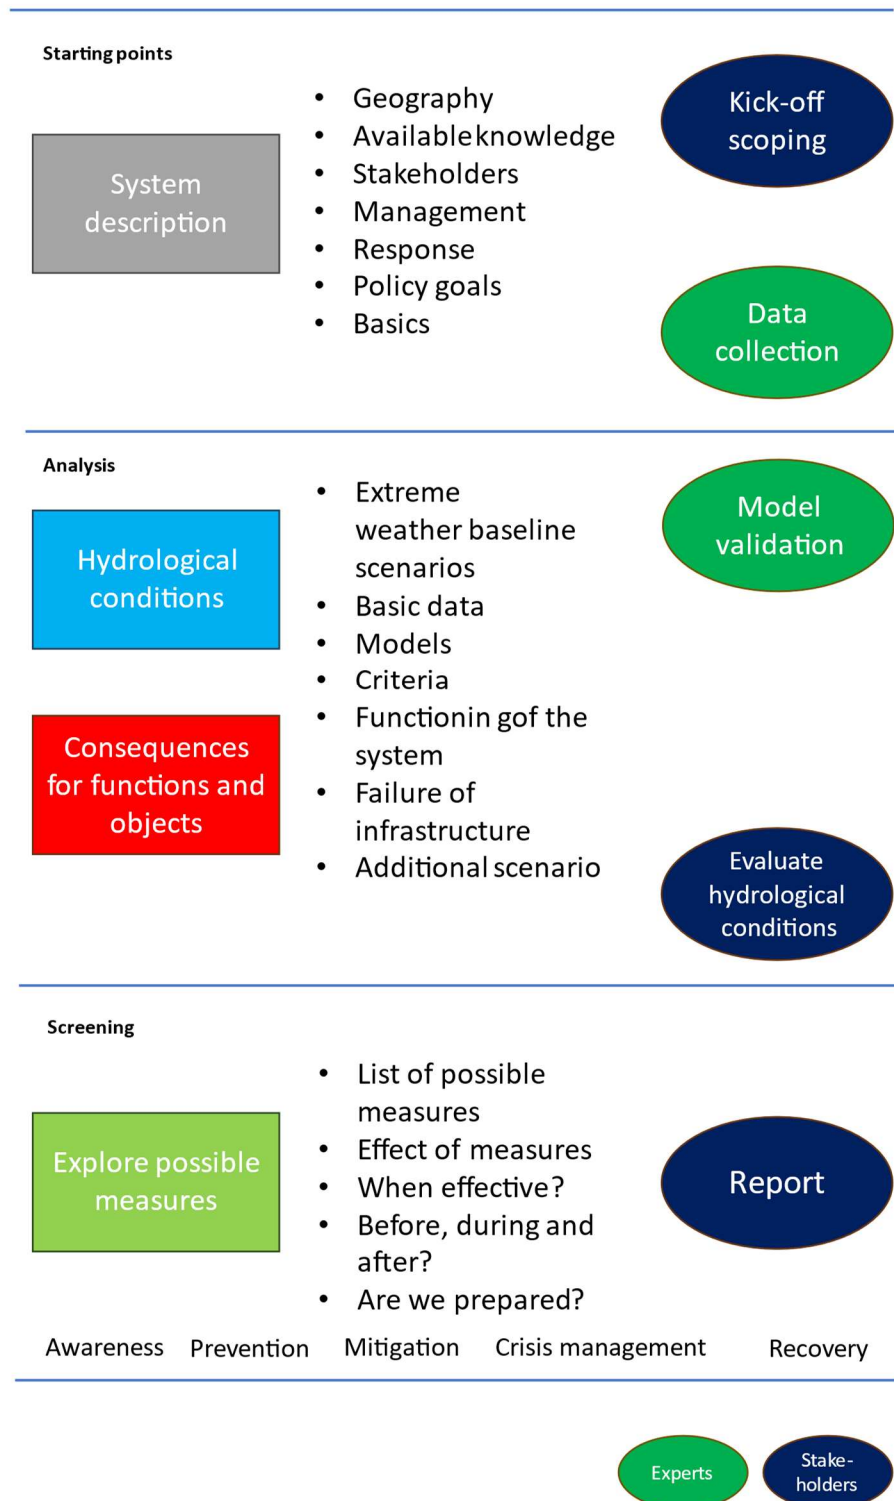 Starting points
System
description
• Geography
• Available knowledge
• Stakeholders
• Management
• Response
• Policy goals
• Basics
Kick-off
scoping
Data
collection
Analysis
Hydrological
conditions
Consequences
for functions and
objects
• Extreme
weather baseline
scenarios
• Basic data
• Models
• Criteria
• Functionin gof the
system
• Failure of
infrastructure
• Additional scenario
Model
validation
Evaluate
hydrological
conditions
Screening
Explore possible
measures
• List of possible
measures
• Effect of measures
• When effective?
• Before, during and
after?
• Are we prepared?
Report
Awareness Prevention Mitigation Crisis management Recovery
Experts
Stake-
holders